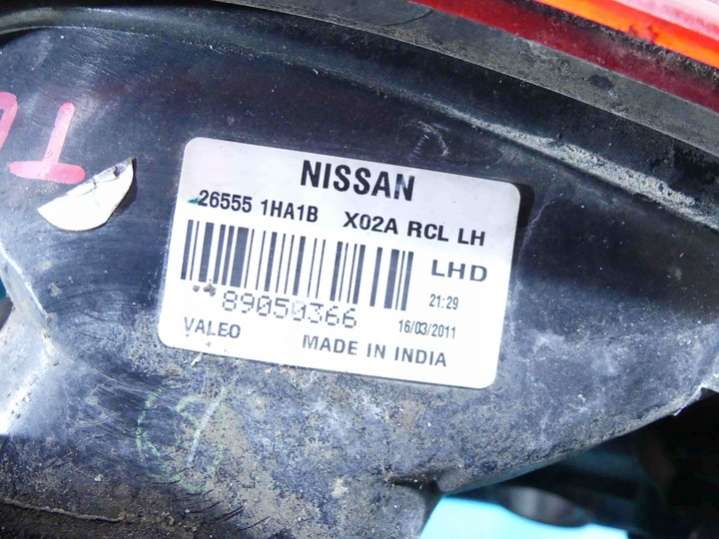 NISSAN
26555 1HA1B X02A RCL LH
LHD
21:29
89050366
16/03/2011
VALEO MADE IN INDIA